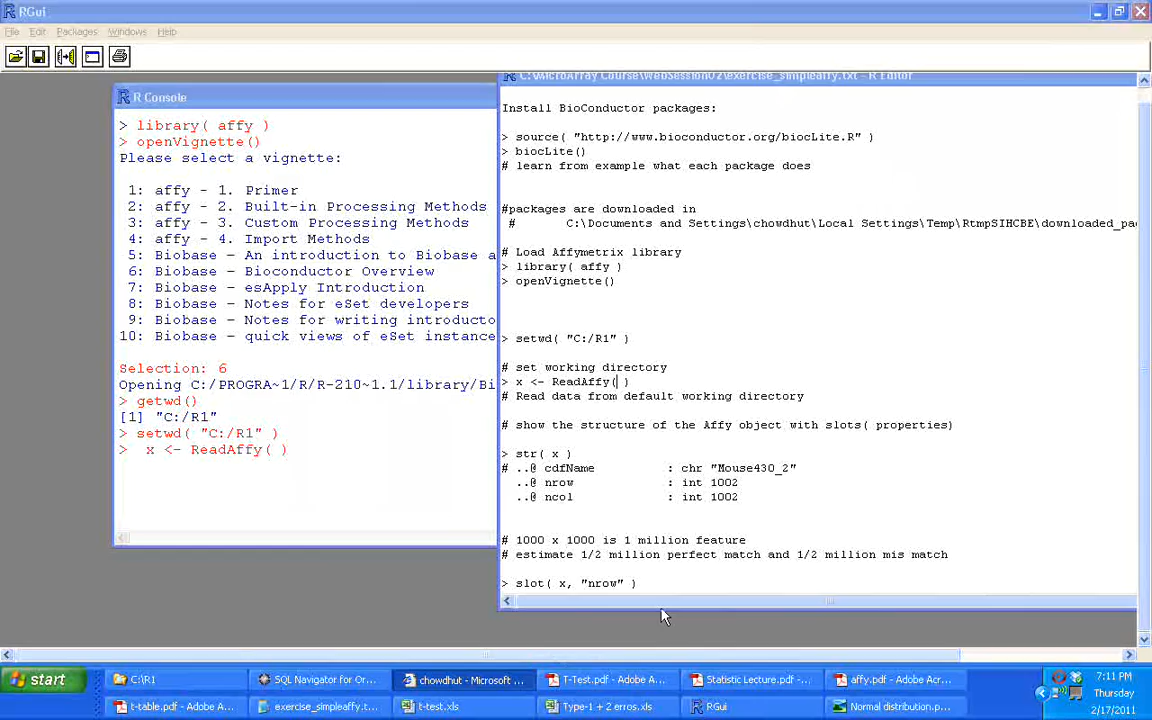 RGui
File Edit Packages Windows Help
R Console
> library( affy )
> openVignette()
Please select a vignette:
1: affy - 1. Primer
2: affy - 2. Built-in Processing Methods
3: affy - 3. Custom Processing Methods
4: affy - 4. Import Methods
5: Biobase - An introduction to Biobase a
6: Biobase - Bioconductor Overview
7: Biobase - esApply Introduction
8: Biobase - Notes for eSet developers
9: Biobase - Notes for writing introducto
10: Biobase - quick views of eSet instance
Selection: 6
Opening C:/PROGRA~1/R/R-210~1.1/library/Bi
> getwd()
[1] "C:/R1"
> setwd( "C:/R1" )
> x <- ReadAffy( )
C:\MicroArray Course\WebSession02\exercise_simpleaffy.txt - R Editor
Install BioConductor packages:
> source( "http://www.bioconductor.org/biocLite.R" )
> biocLite()
# learn from example what each package does
#packages are downloaded in
# C:\Documents and Settings\chowdhut\Local Settings\Temp\RtmpSIHCBE\downloaded_pac
# Load Affymetrix library
> library( affy )
> openVignette()
> setwd( "C:/R1" )
# set working directory
> x <- ReadAffy( )
# Read data from default working directory
# show the structure of the Affy object with slots( properties)
> str( x )
# ..@ cdfName : chr "Mouse430_2"
..@ nrow : int 1002
..@ ncol : int 1002
# 1000 x 1000 is 1 million feature
# estimate 1/2 million perfect match and 1/2 million mis match
> slot( x, "nrow" )
start
C:\R1
SQL Navigator for Or...
chowdhut - Microsoft ...
T-Test.pdf - Adobe A...
Statistic Lecture.pdf -...
affy.pdf - Adobe Acr...
7:11 PM
Thursday
t-table.pdf - Adobe A...
exercise_simpleaffy.t...
t-test.xls
Type-1 + 2 erros.xls
RGui
Normal distribution.p...
2/17/2011